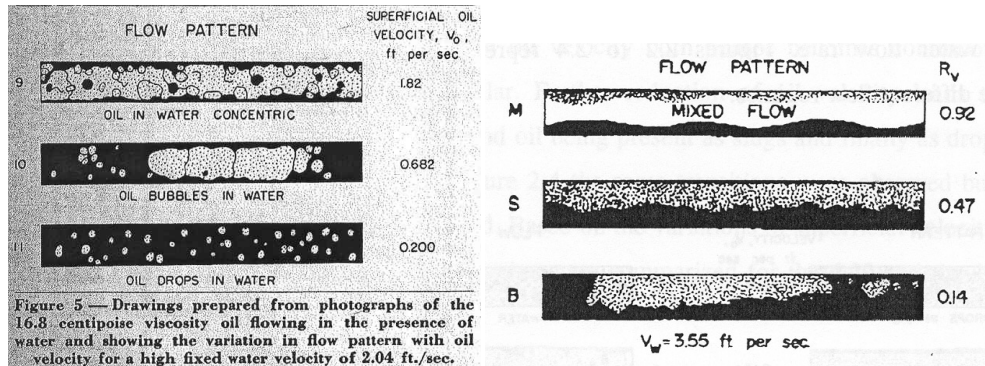 FLOW PATTERN
SUPERFICIAL OIL
VELOCITY, Vo,
ft per sec
9
1.82
OIL IN WATER CONCENTRIC
10
0.682
OIL BUBBLES IN WATER
11
0.200
OIL DROPS IN WATER
Figure 5 — Drawings prepared from photographs of the
16.8 centipoise viscosity oil flowing in the presence of
water and showing the variation in flow pattern with oil
velocity for a high fixed water velocity of 2.04 ft./sec.
FLOW PATTERN
Rv
M
MIXED FLOW
0.92
S
0.47
B
0.14
Vw = 3.55 ft per sec.